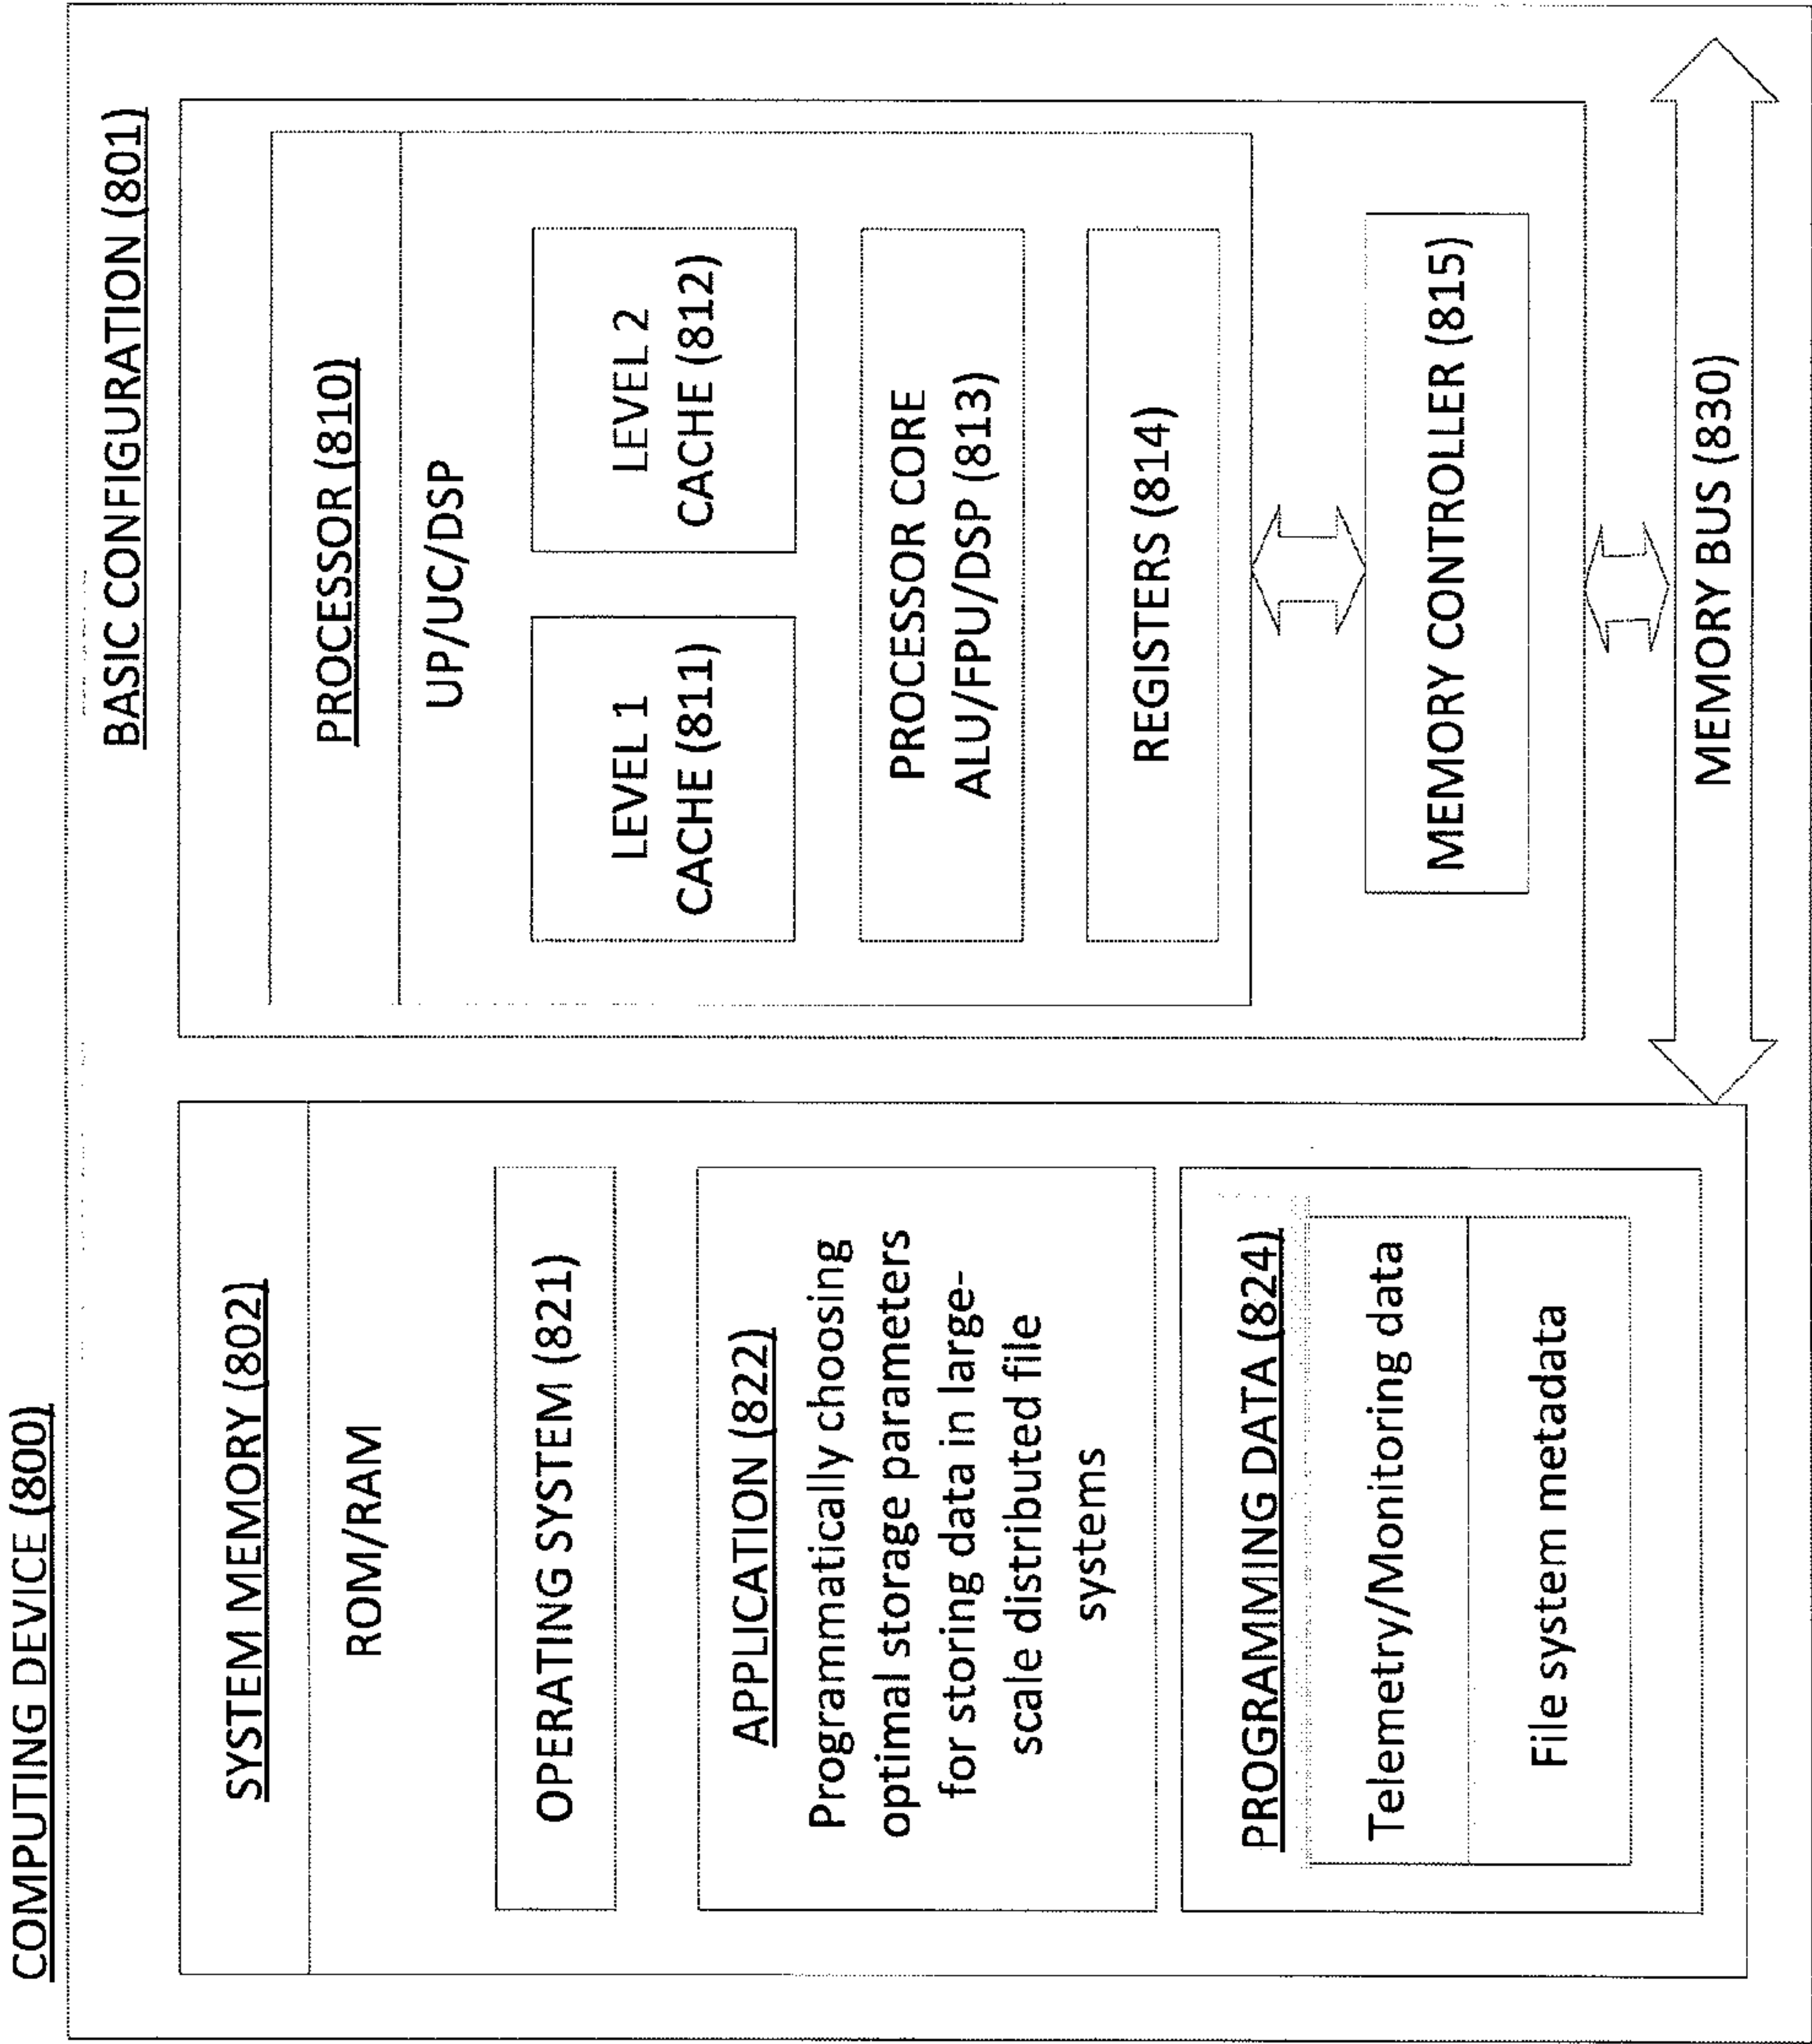 COMPUTING DEVICE (800)
SYSTEM MEMORY (802)
ROM/RAM
OPERATING SYSTEM (821)
APPLICATION (822)
Programmatically choosing
optimal storage parameters
for storing data in large-
scale distributed file
systems
PROGRAMMING DATA (824)
Telemetry/Monitoring data
File system metadata
BASIC CONFIGURATION (801)
PROCESSOR (810)
UP/UC/DSP
LEVEL 1
CACHE (811)
LEVEL 2
CACHE (812)
PROCESSOR CORE
ALU/FPU/DSP (813)
REGISTERS (814)
MEMORY CONTROLLER (815)
MEMORY BUS (830)